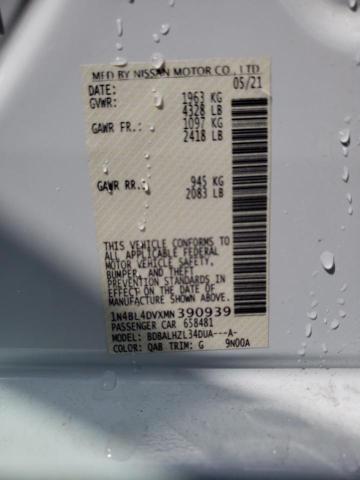 MFD BY NISSAN MOTOR CO., LTD
DATE: 05/21
GVWR: 1963 KG
4328 LB
GAWR FR.: 1097 KG
2418 LB
GAWR RR.: 945 KG
2083 LB
THIS VEHICLE CONFORMS TO
ALL APPLICABLE FEDERAL
MOTOR VEHICLE SAFETY,
BUMPER, AND THEFT
PREVENTION STANDARDS IN
EFFECT ON THE DATE OF
MANUFACTURE SHOWN ABOVE.
1N4BL4DVXMN390939
PASSENGER CAR 658481
MODEL: BDBALHZL34DUA---A-
COLOR: QAB TRIM: G 9N00A